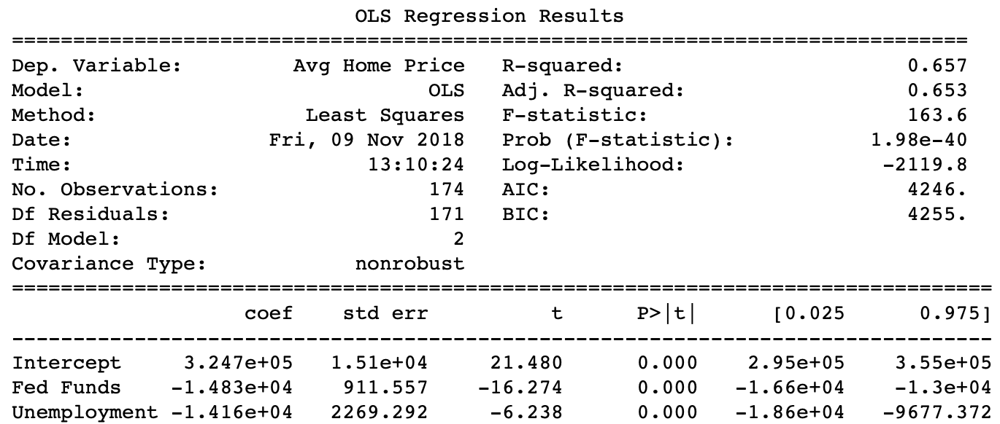 OLS Regression Results
==============================================================================
Dep. Variable: Avg Home Price R-squared: 0.657
Model: OLS Adj. R-squared: 0.653
Method: Least Squares F-statistic: 163.6
Date: Fri, 09 Nov 2018 Prob (F-statistic): 1.98e-40
Time: 13:10:24 Log-Likelihood: -2119.8
No. Observations: 174 AIC: 4246.
Df Residuals: 171 BIC: 4255.
Df Model: 2
Covariance Type: nonrobust
================================================================================
coef std err t P>|t| [0.025 0.975]
--------------------------------------------------------------------------------
Intercept 3.247e+05 1.51e+04 21.480 0.000 2.95e+05 3.55e+05
Fed Funds -1.483e+04 911.557 -16.274 0.000 -1.66e+04 -1.3e+04
Unemployment -1.416e+04 2269.292 -6.238 0.000 -1.86e+04 -9677.372